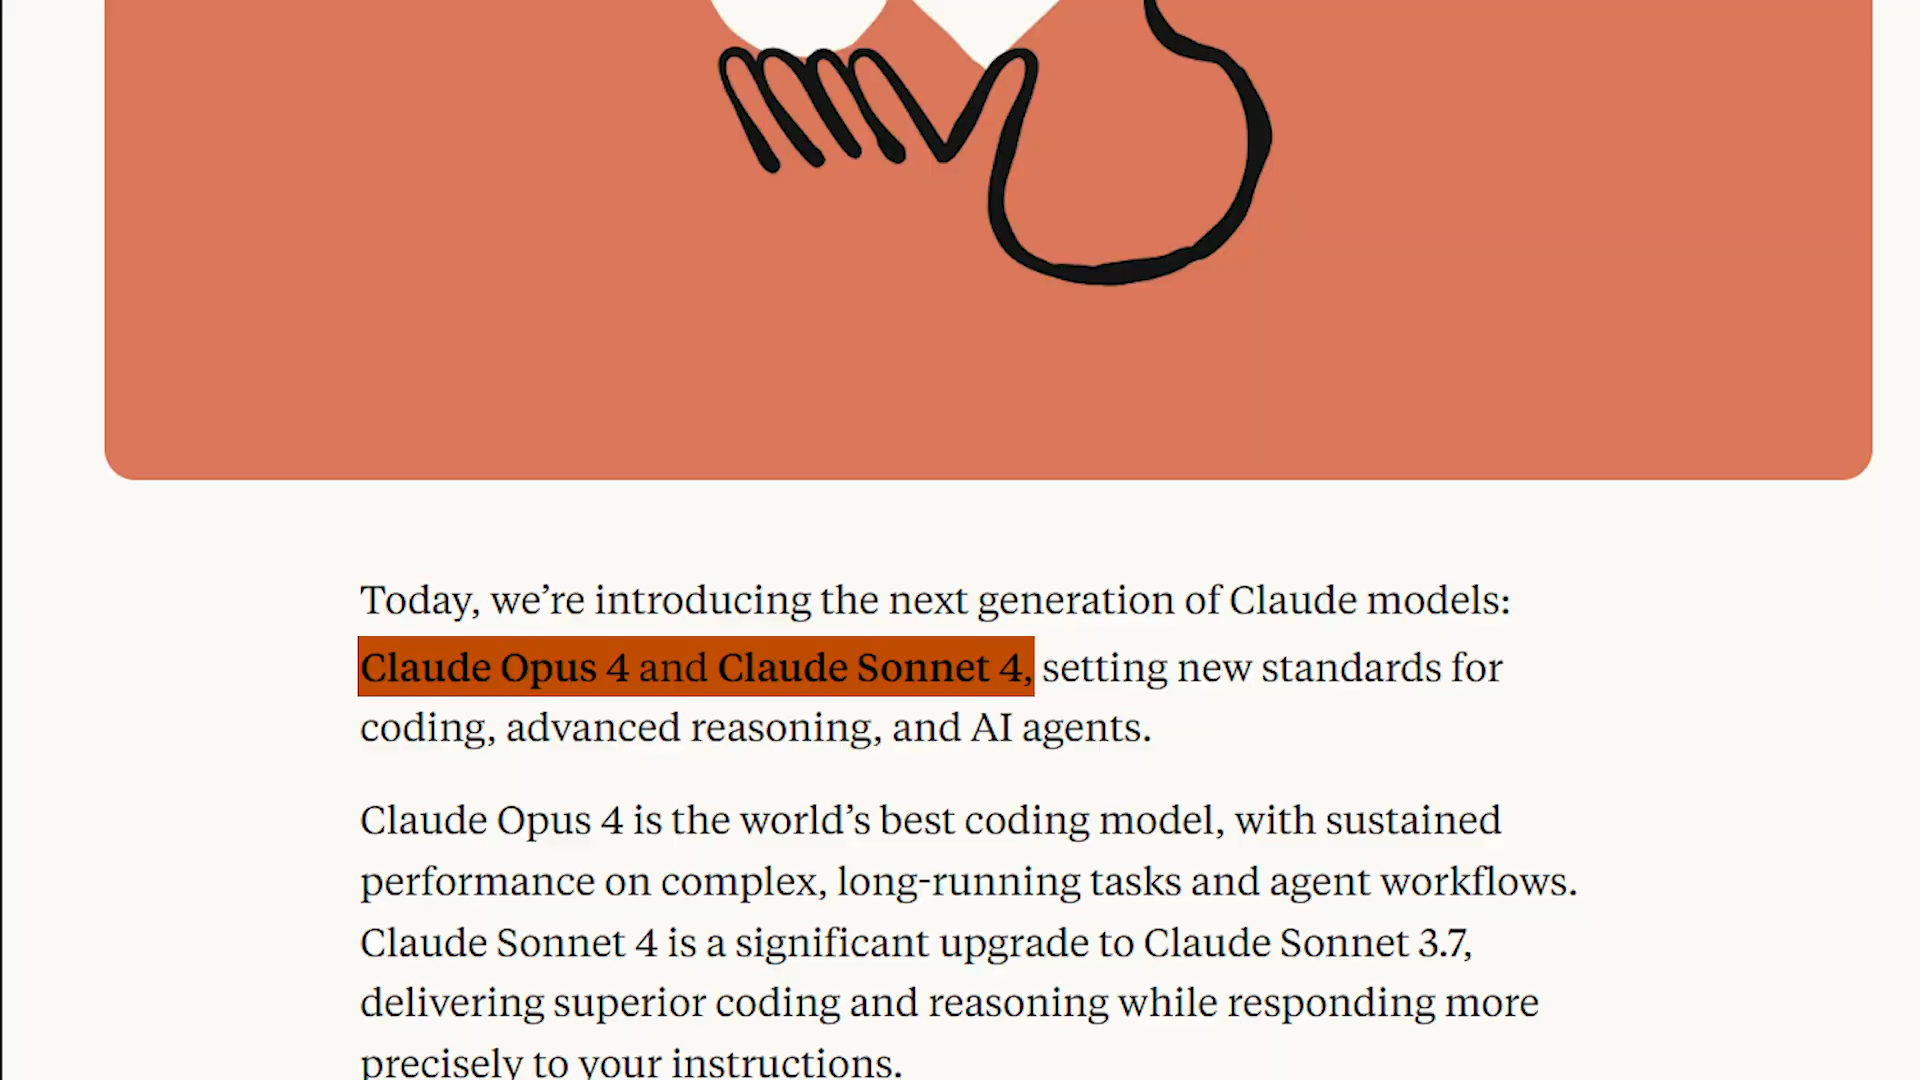 Today, we’re introducing the next generation of Claude models:
Claude Opus 4 and Claude Sonnet 4, setting new standards for
coding, advanced reasoning, and AI agents.
Claude Opus 4 is the world’s best coding model, with sustained
performance on complex, long-running tasks and agent workflows.
Claude Sonnet 4 is a significant upgrade to Claude Sonnet 3.7,
delivering superior coding and reasoning while responding more
precisely to your instructions.